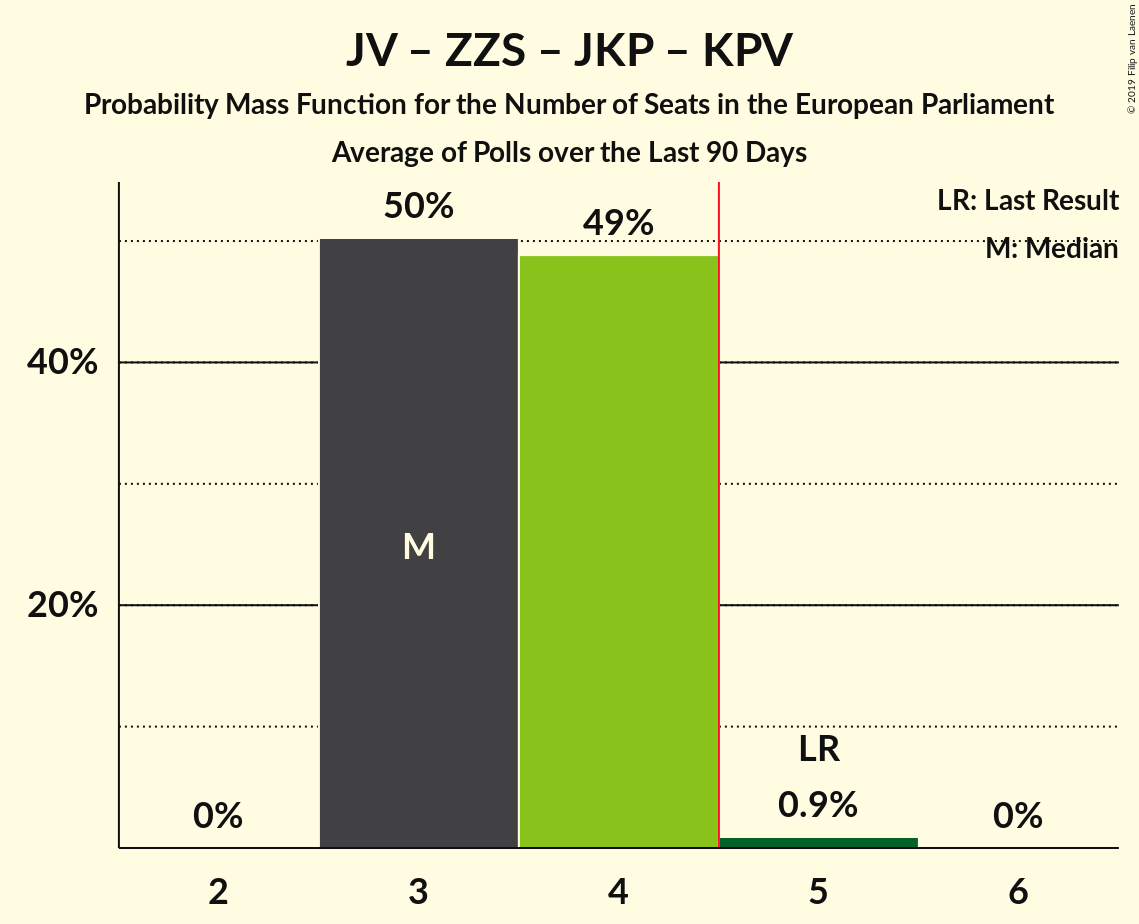 JV – ZZS – JKP – KPV
Probability Mass Function for the Number of Seats in the European Parliament
Average of Polls over the Last 90 Days
© 2019 Filip van Laenen
LR: Last Result
M: Median
50%
49%
40%
20%
M
LR
0%
0.9%
0%
2
3
4
5
6